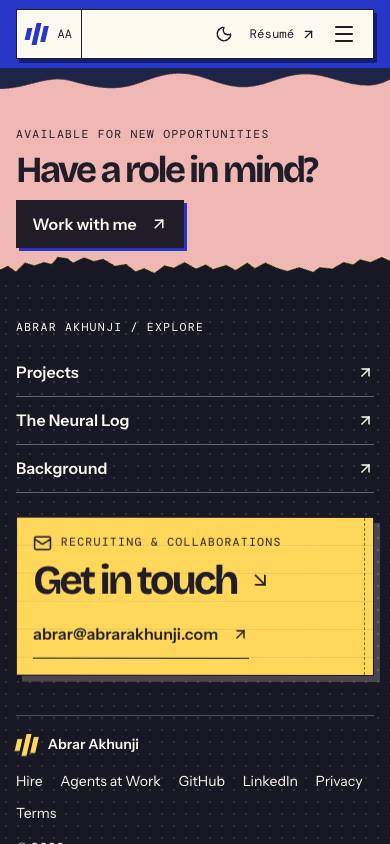 AA
Résumé
AVAILABLE FOR NEW OPPORTUNITIES
Have a role in mind?
Work with me
ABRAR AKHUNJI / EXPLORE
Projects
The Neural Log
Background
RECRUITING & COLLABORATIONS
Get in touch
abrar@abrarakhunji.com
Abrar Akhunji
Hire Agents at Work GitHub LinkedIn Privacy
Terms